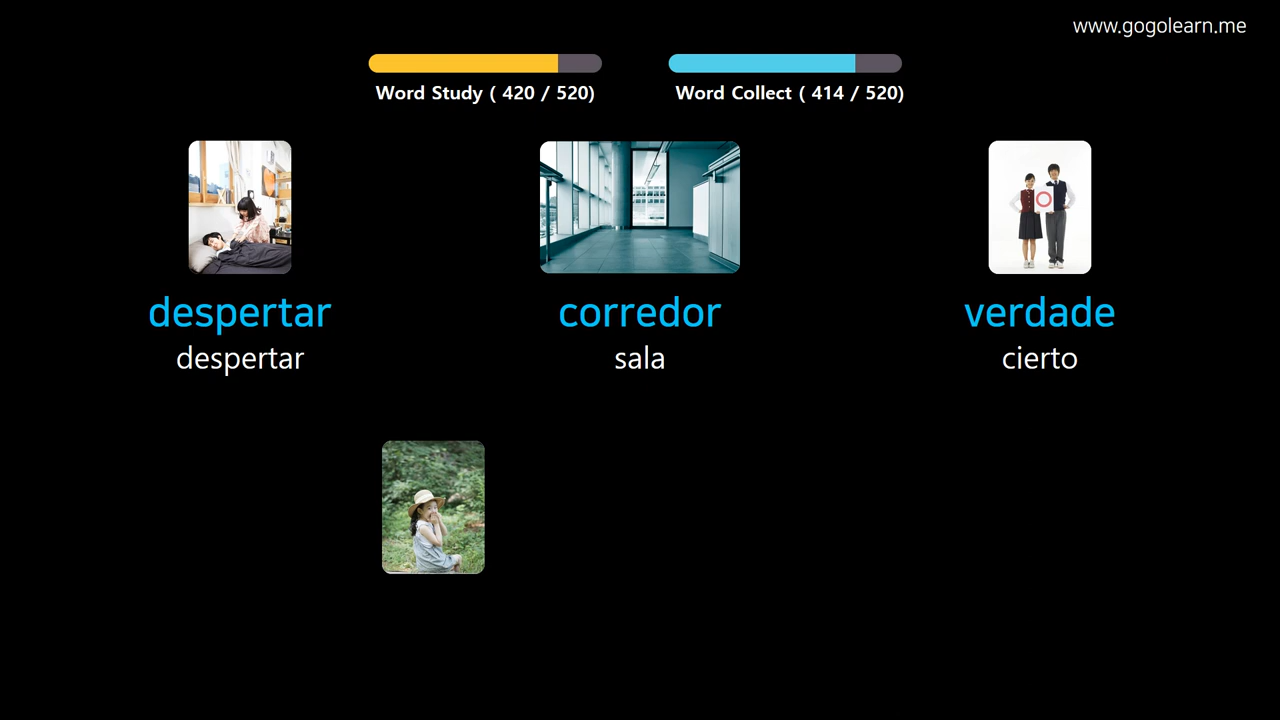 www.gogolearn.me
Word Study ( 420 / 520)
Word Collect ( 414 / 520)
despertar
despertar
corredor
sala
verdade
cierto